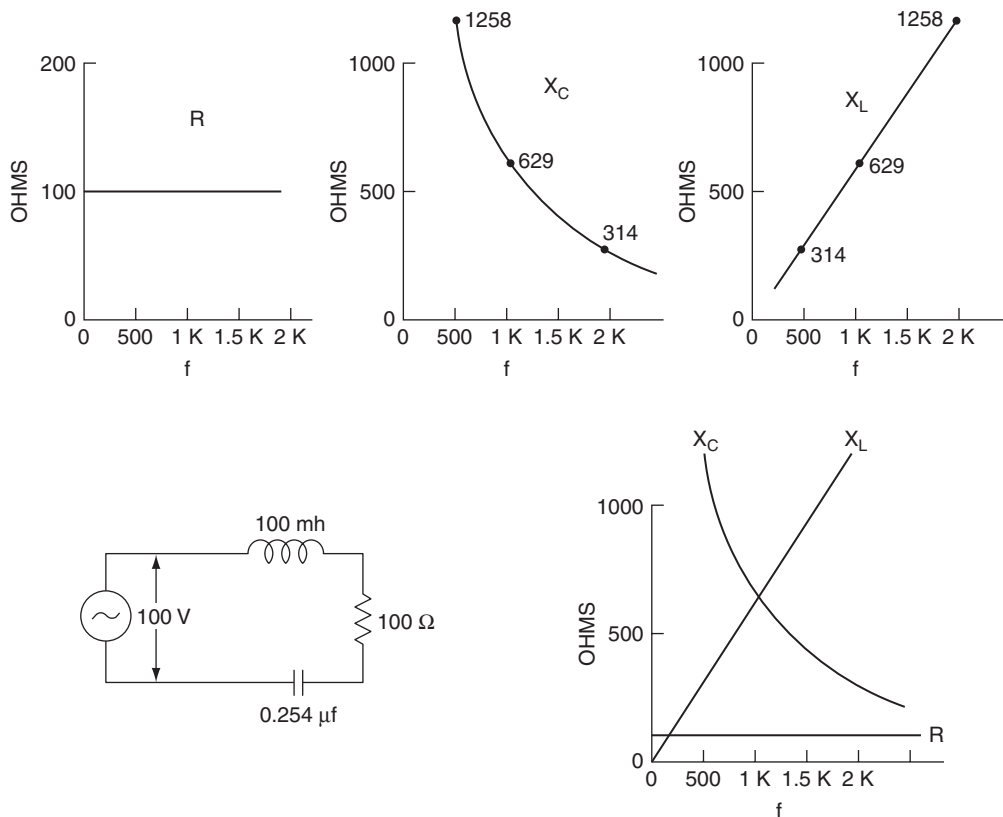 200
100
0
OHMS
R
0
500
1 K
1.5 K
2 K
f
1000
500
0
OHMS
1258
X_C
629
314
0
500
1 K
1.5 K
2 K
f
1000
500
0
OHMS
1258
X_L
629
314
0
500
1 K
1.5 K
2 K
f
100 mh
100 V
100 Ω
0.254 μf
X_C
X_L
1000
500
0
OHMS
R
0
500
1 K
1.5 K
2 K
f